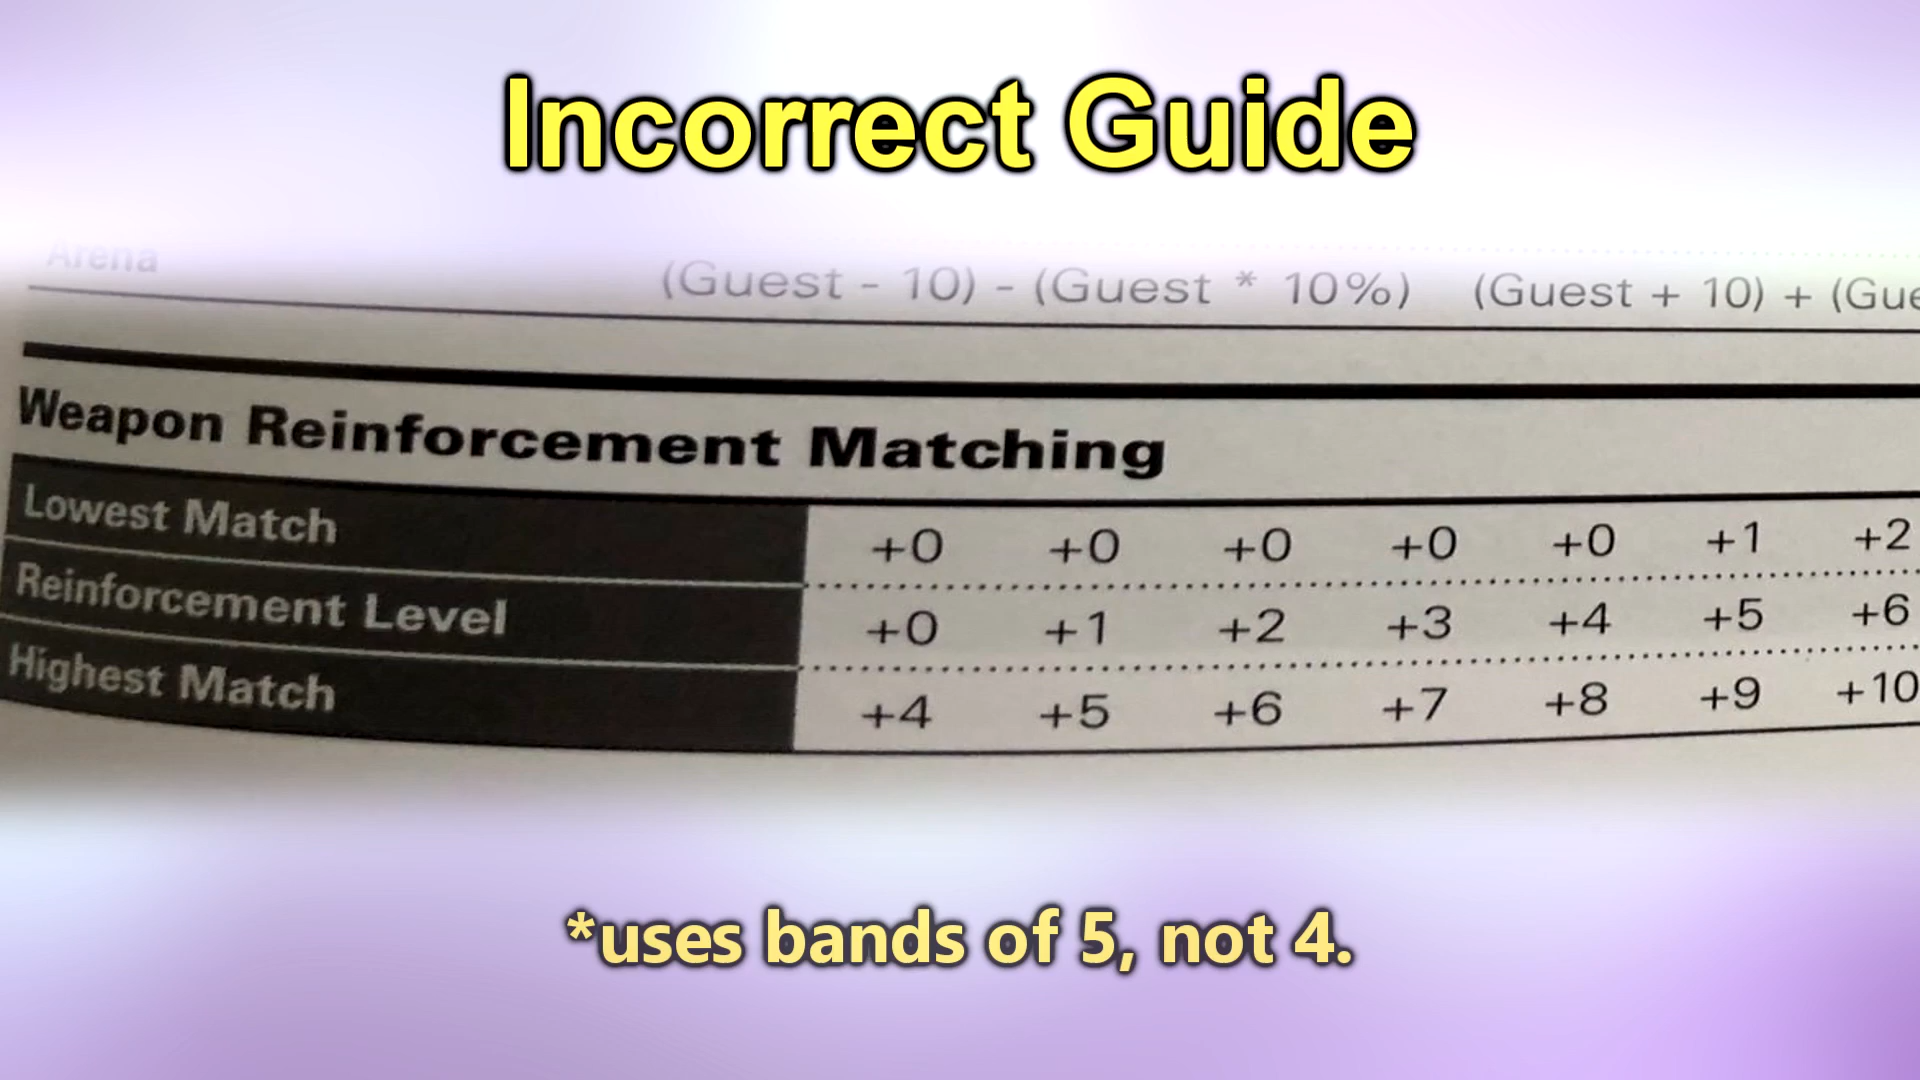 Incorrect Guide
Arena (Guest - 10) - (Guest * 10%) (Guest + 10) + (Gue
Weapon Reinforcement Matching
Lowest Match +0 +0 +0 +0 +0 +1 +2
Reinforcement Level +0 +1 +2 +3 +4 +5 +6
Highest Match +4 +5 +6 +7 +8 +9 +10
*uses bands of 5, not 4.